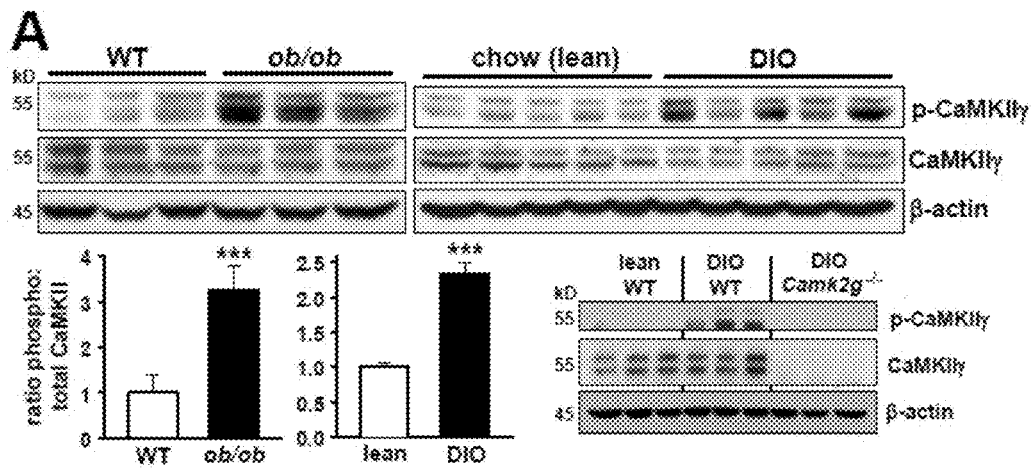 A
WT ob/ob chow (lean) DIO
kD
55 p-CaMKIIγ
55 CaMKIIγ
45 β-actin
ratio phospho:
total CaMKII
4
3
2
1
0
***
WT ob/ob
2.5
2.0
1.5
1.0
0.5
0.0
***
lean DIO
lean DIO DIO
WT WT Camk2g⁻/⁻
kD
55 p-CaMKIIγ
55 CaMKIIγ
45 β-actin